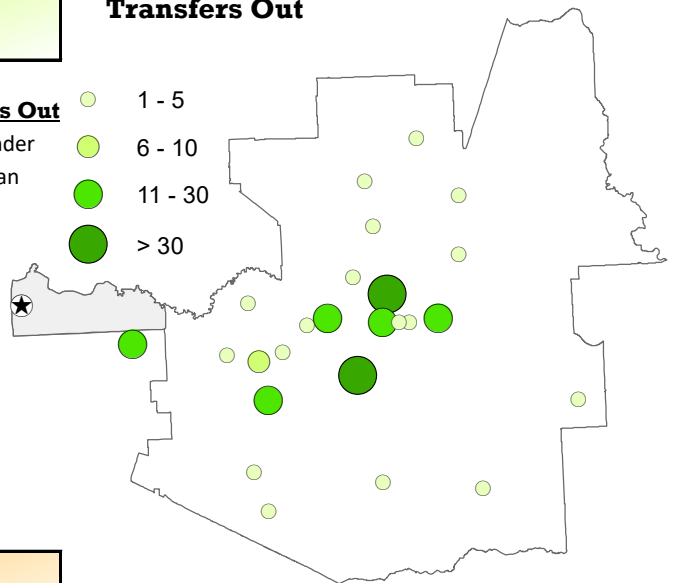 Transfers Out
s Out
nder
an
1 - 5
6 - 10
11 - 30
> 30